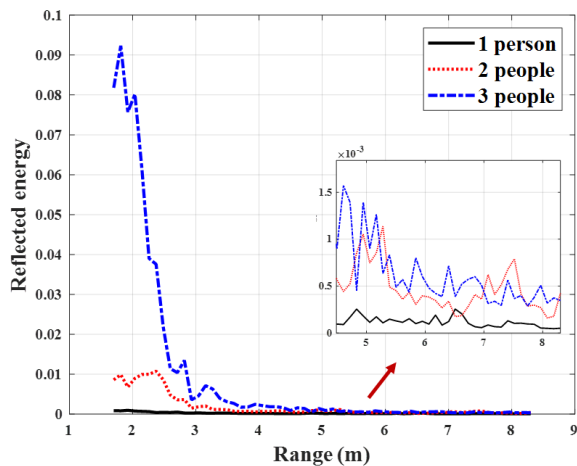 0.1
0.09
0.08
0.07
0.06
0.05
0.04
0.03
0.02
0.01
0
Reflected energy
1 person
2 people
3 people
×10⁻³
1.5
1
0.5
0
5 6 7 8
1 2 3 4 5 6 7 8 9
Range (m)